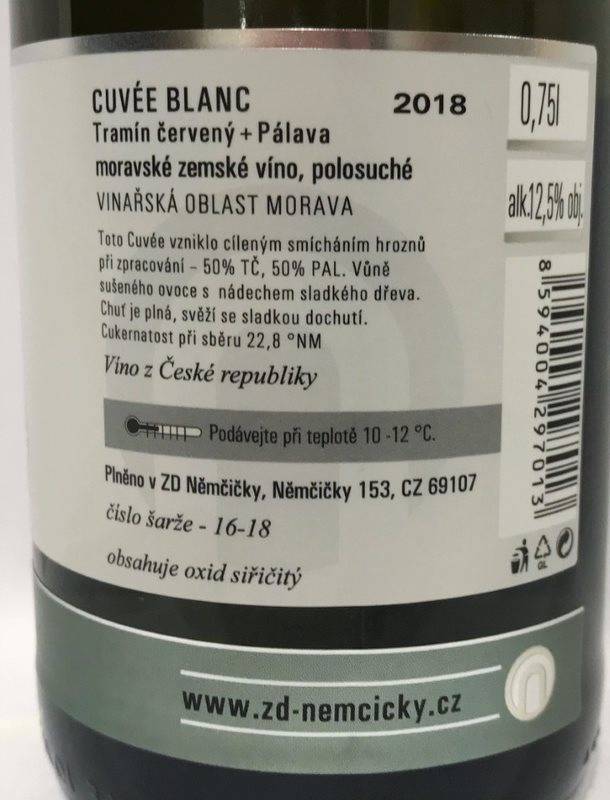 CUVÉE BLANC 2018
Tramín červený + Pálava
moravské zemské víno, polosuché
VINAŘSKÁ OBLAST MORAVA
Toto Cuvée vzniklo cíleným smícháním hroznů
při zpracování – 50% TČ, 50% PAL. Vůně
sušeného ovoce s nádechem sladkého dřeva.
Chuť je plná, svěží se sladkou dochutí.
Cukernatost při sběru 22,8 °NM
Víno z České republiky
Podávejte při teplotě 10 -12 °C.
Plněno v ZD Němčičky, Němčičky 153, CZ 69107
číslo šarže - 16-18
obsahuje oxid siřičitý
0,75l
alk.12,5% obj.
8 594004 297013
GL
www.zd-nemcicky.cz